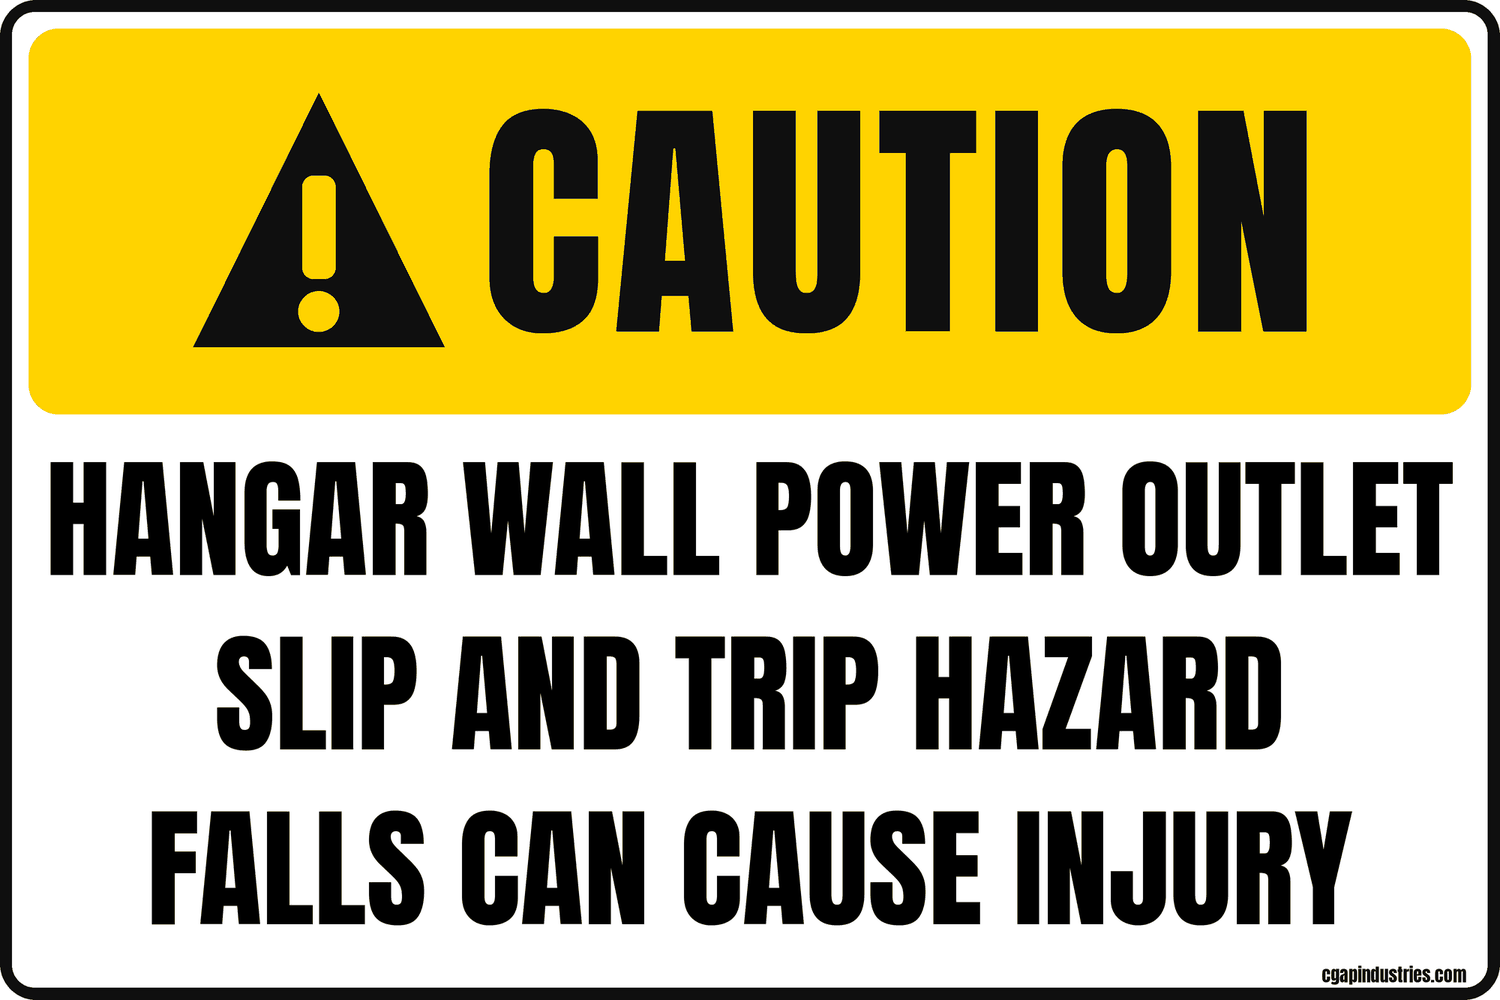 CAUTION
HANGAR WALL POWER OUTLET
SLIP AND TRIP HAZARD
FALLS CAN CAUSE INJURY
cgapindustries.com